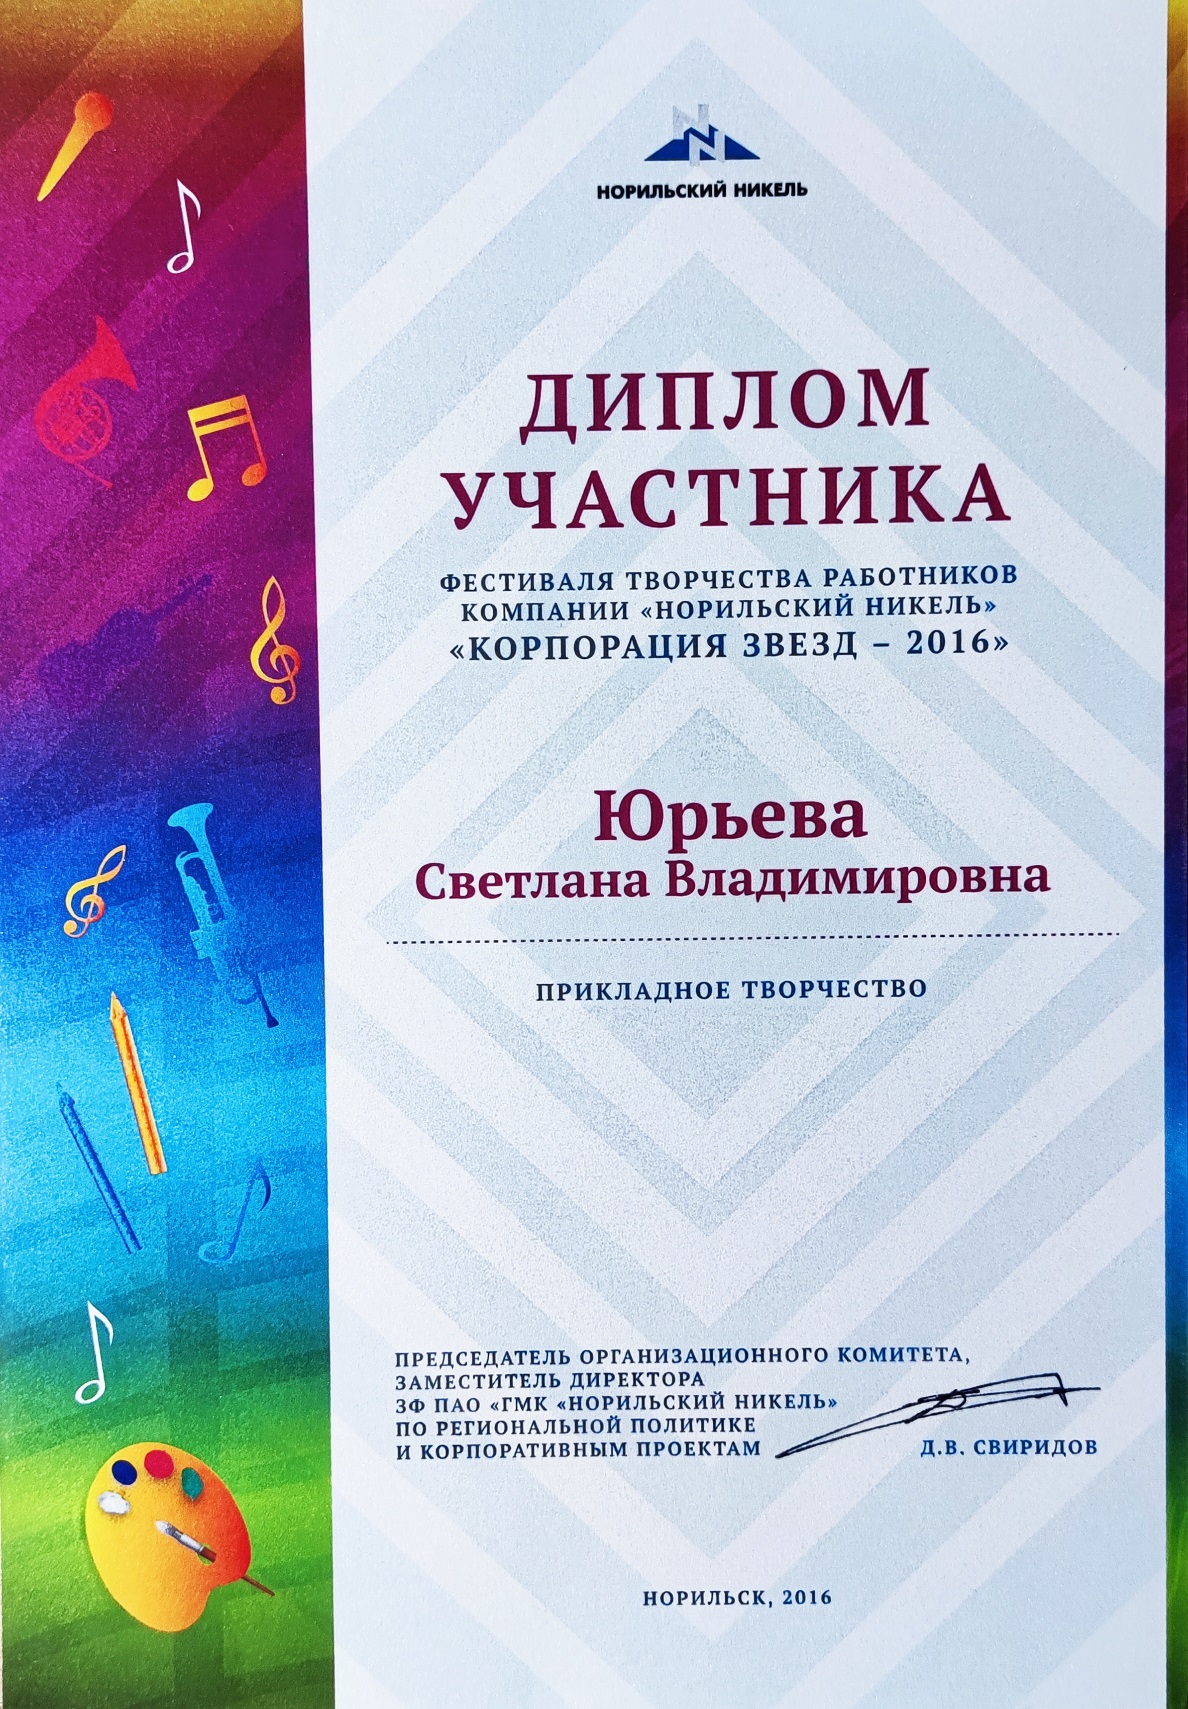 НОРИЛЬСКИЙ НИКЕЛЬ
ДИПЛОМ
УЧАСТНИКА
ФЕСТИВАЛЯ ТВОРЧЕСТВА РАБОТНИКОВ
КОМПАНИИ «НОРИЛЬСКИЙ НИКЕЛЬ»
«КОРПОРАЦИЯ ЗВЕЗД – 2016»
Юрьева
Светлана Владимировна
ПРИКЛАДНОЕ ТВОРЧЕСТВО
ПРЕДСЕДАТЕЛЬ ОРГАНИЗАЦИОННОГО КОМИТЕТА,
ЗАМЕСТИТЕЛЬ ДИРЕКТОРА
ЗФ ПАО «ГМК «НОРИЛЬСКИЙ НИКЕЛЬ»
ПО РЕГИОНАЛЬНОЙ ПОЛИТИКЕ
И КОРПОРАТИВНЫМ ПРОЕКТАМ Д.В. СВИРИДОВ
НОРИЛЬСК, 2016